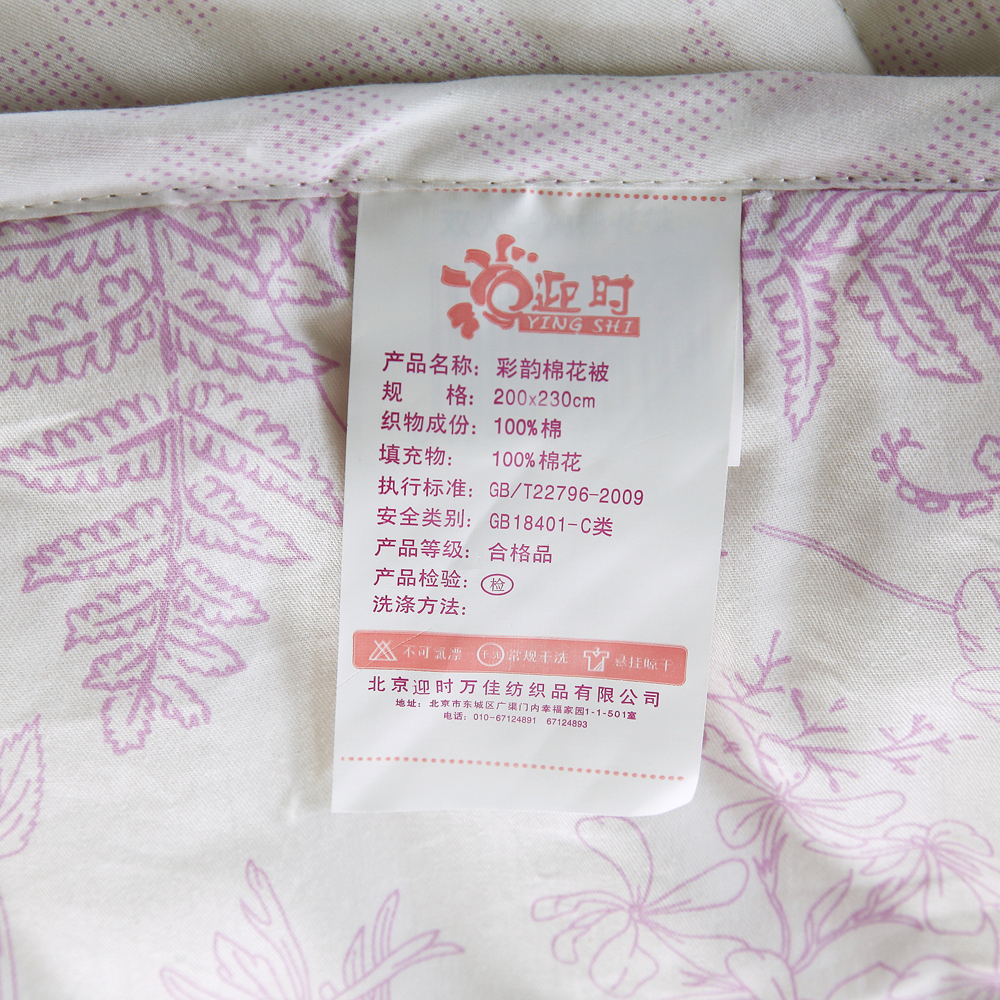 迎时
YING SHI
产品名称：彩韵棉花被
规 格：200x230cm
织物成份：100%棉
填充物：100%棉花
执行标准：GB/T22796-2009
安全类别：GB18401-C类
产品等级：合格品
产品检验：检
洗涤方法：
不可氯漂 干洗 常规干洗 悬挂晾干
北京迎时万佳纺织品有限公司
地址：北京市东城区广渠门内幸福家园1-1-501室
电话：010-67124891 67124893